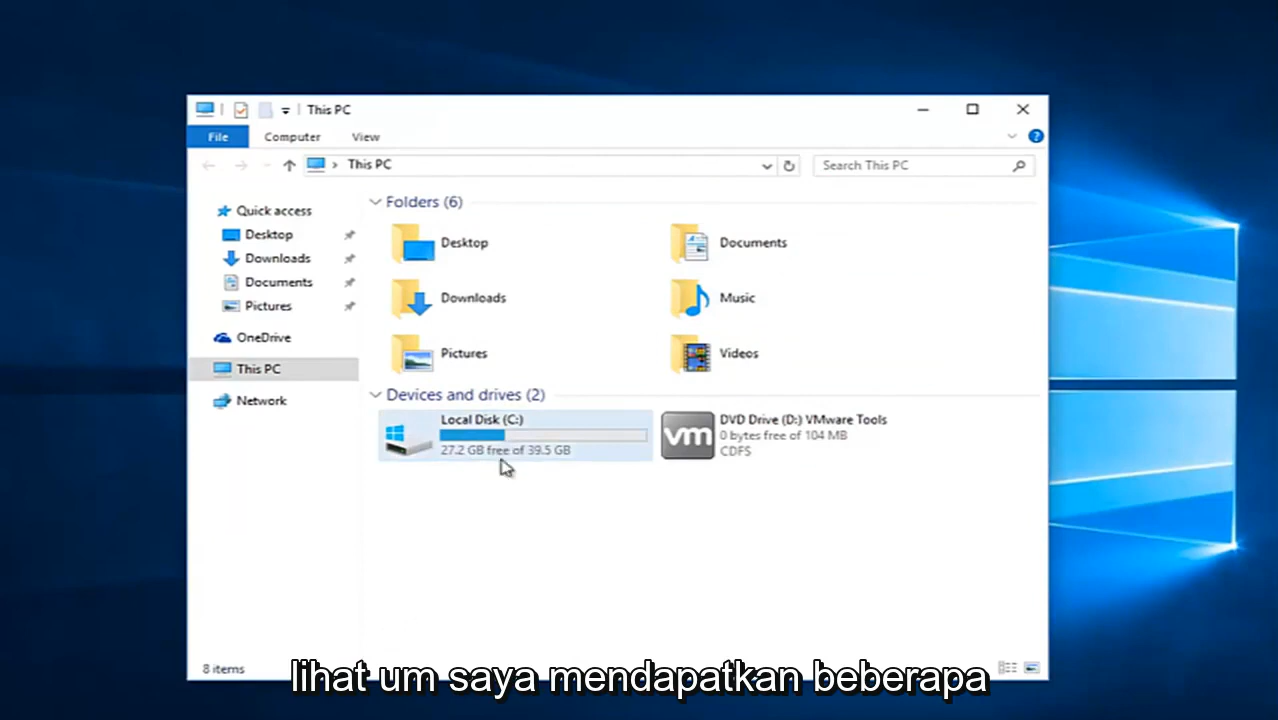 This PC
File Computer View
This PC
Search This PC
Quick access
Desktop
Downloads
Documents
Pictures
OneDrive
This PC
Network
Folders (6)
Desktop
Documents
Downloads
Music
Pictures
Videos
Devices and drives (2)
Local Disk (C:)
27.2 GB free of 39.5 GB
vm
DVD Drive (D:) VMware Tools
0 bytes free of 104 MB
CDFS
8 items
lihat um saya mendapatkan beberapa